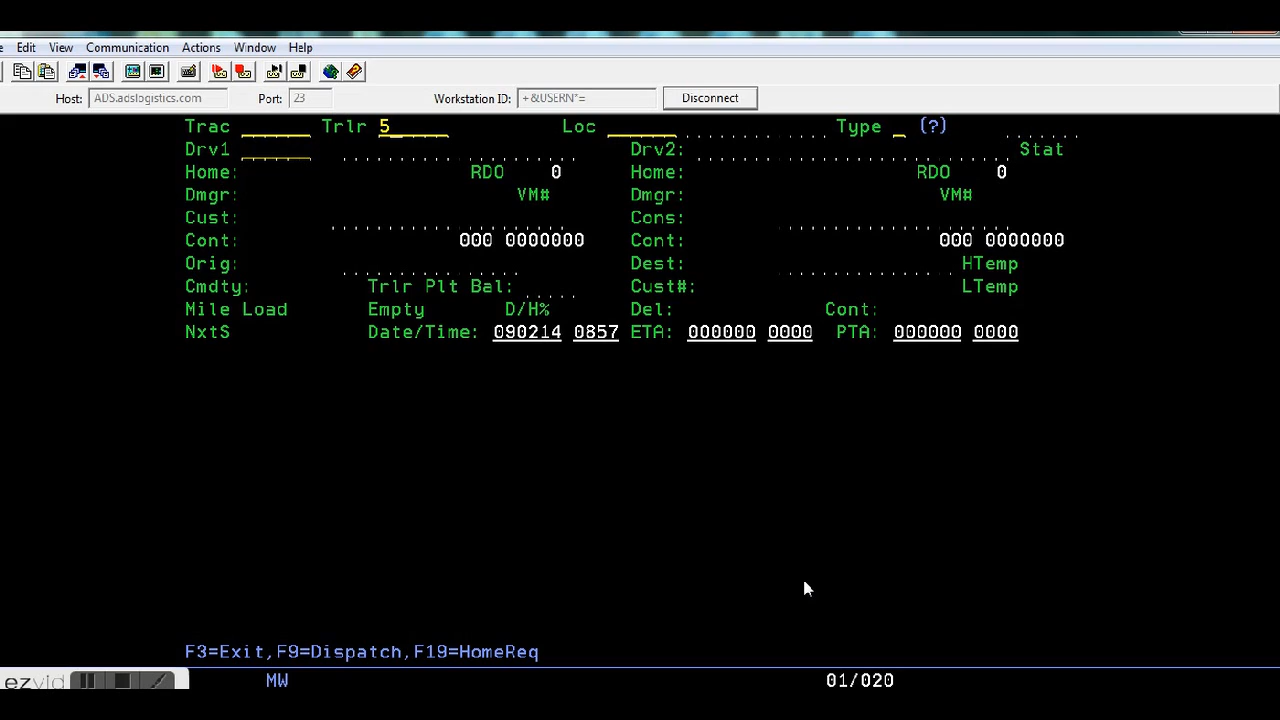 Edit View Communication Actions Window Help
Host: ADS.adslogistics.com Port: 23 Workstation ID: +&USERN*= Disconnect
Trac Trlr 5 Loc Type (?)
Drv1 Drv2: Stat
Home: RDO 0 Home: RDO 0
Dmgr: VM# Dmgr: VM#
Cust: Cons:
Cont: 000 0000000 Cont: 000 0000000
Orig: Dest: HTemp
Cmdty: Trlr Plt Bal: Cust#: LTemp
Mile Load Empty D/H% Del: Cont:
NxtS Date/Time: 090214 0857 ETA: 000000 0000 PTA: 000000 0000
F3=Exit,F9=Dispatch,F19=HomeReq
ezvid MW 01/020